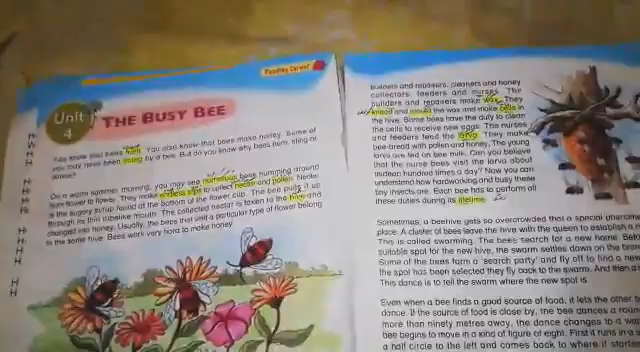 Reading Corner
Unit
4
THE BUSY BEE
You know that bees hum. You also know that bees make honey. Some of
you may have been stung by a bee. But do you know why bees hum, sting or
dance?
On a warm summer morning, you may see numerous bees humming around
from flower to flower. They make endless trips to collect nectar and pollen. Nectar
is the sugary syrup found at the bottom of the flower cup. The bee pulls it up
through its thin tubelike mouth. The collected nectar is taken to the hive and
changed into honey. Usually, the bees that visit a particular type of flower belong
to the same hive. Bees work very hard to make honey.
builders and repairers, cleaners and honey
collectors, feeders and nurses. The
builders and repairers make wax. They
knead and mould the wax and make cells in
the hive. Some bees have the duty to clean
the cells to receive new eggs. The nurses
and feeders feed the larva. They make
bee-bread with pollen and honey. The young
larva are fed on bee milk. Can you believe
that the nurse bees visit the larva about
thirteen hundred times a day? Now you can
understand how hardworking and busy these
tiny insects are. Each bee has to perform all
these duties during its lifetime.
Sometimes, a beehive gets so overcrowded that a special
place. A cluster of bees leave the hive with the queen to establish a
This is called swarming. The bees search for a new home. Before
suitable spot for the new hive, the swarm settles down on the
Some of the bees form a 'search party' and fly off to find a new
the spot has been selected they fly back to the swarm. And then
This dance is to tell the swarm where the new spot is.
Even when a bee finds a good source of food, it lets the other
dance. If the source of food is close by, the bee dances a
more than ninety metres away, the dance changes to a
bee begins to move in a kind of figure of eight. First it runs in a
a half circle to the left and comes back to where it started